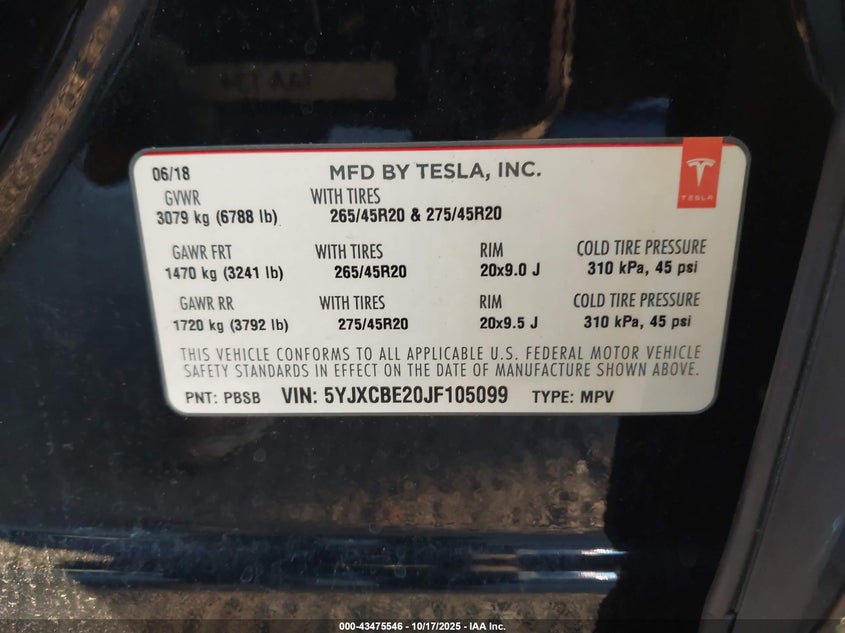 06/18 MFD BY TESLA, INC.
TESLA
GVWR WITH TIRES
3079 kg (6788 lb) 265/45R20 & 275/45R20
GAWR FRT WITH TIRES RIM COLD TIRE PRESSURE
1470 kg (3241 lb) 265/45R20 20x9.0 J 310 kPa, 45 psi
GAWR RR WITH TIRES RIM COLD TIRE PRESSURE
1720 kg (3792 lb) 275/45R20 20x9.5 J 310 kPa, 45 psi
THIS VEHICLE CONFORMS TO ALL APPLICABLE U.S. FEDERAL MOTOR VEHICLE
SAFETY STANDARDS IN EFFECT ON THE DATE OF MANUFACTURE SHOWN ABOVE.
PNT: PBSB VIN: 5YJXCBE20JF105099 TYPE: MPV
000-43475546 - 10/17/2025 - IAA Inc.